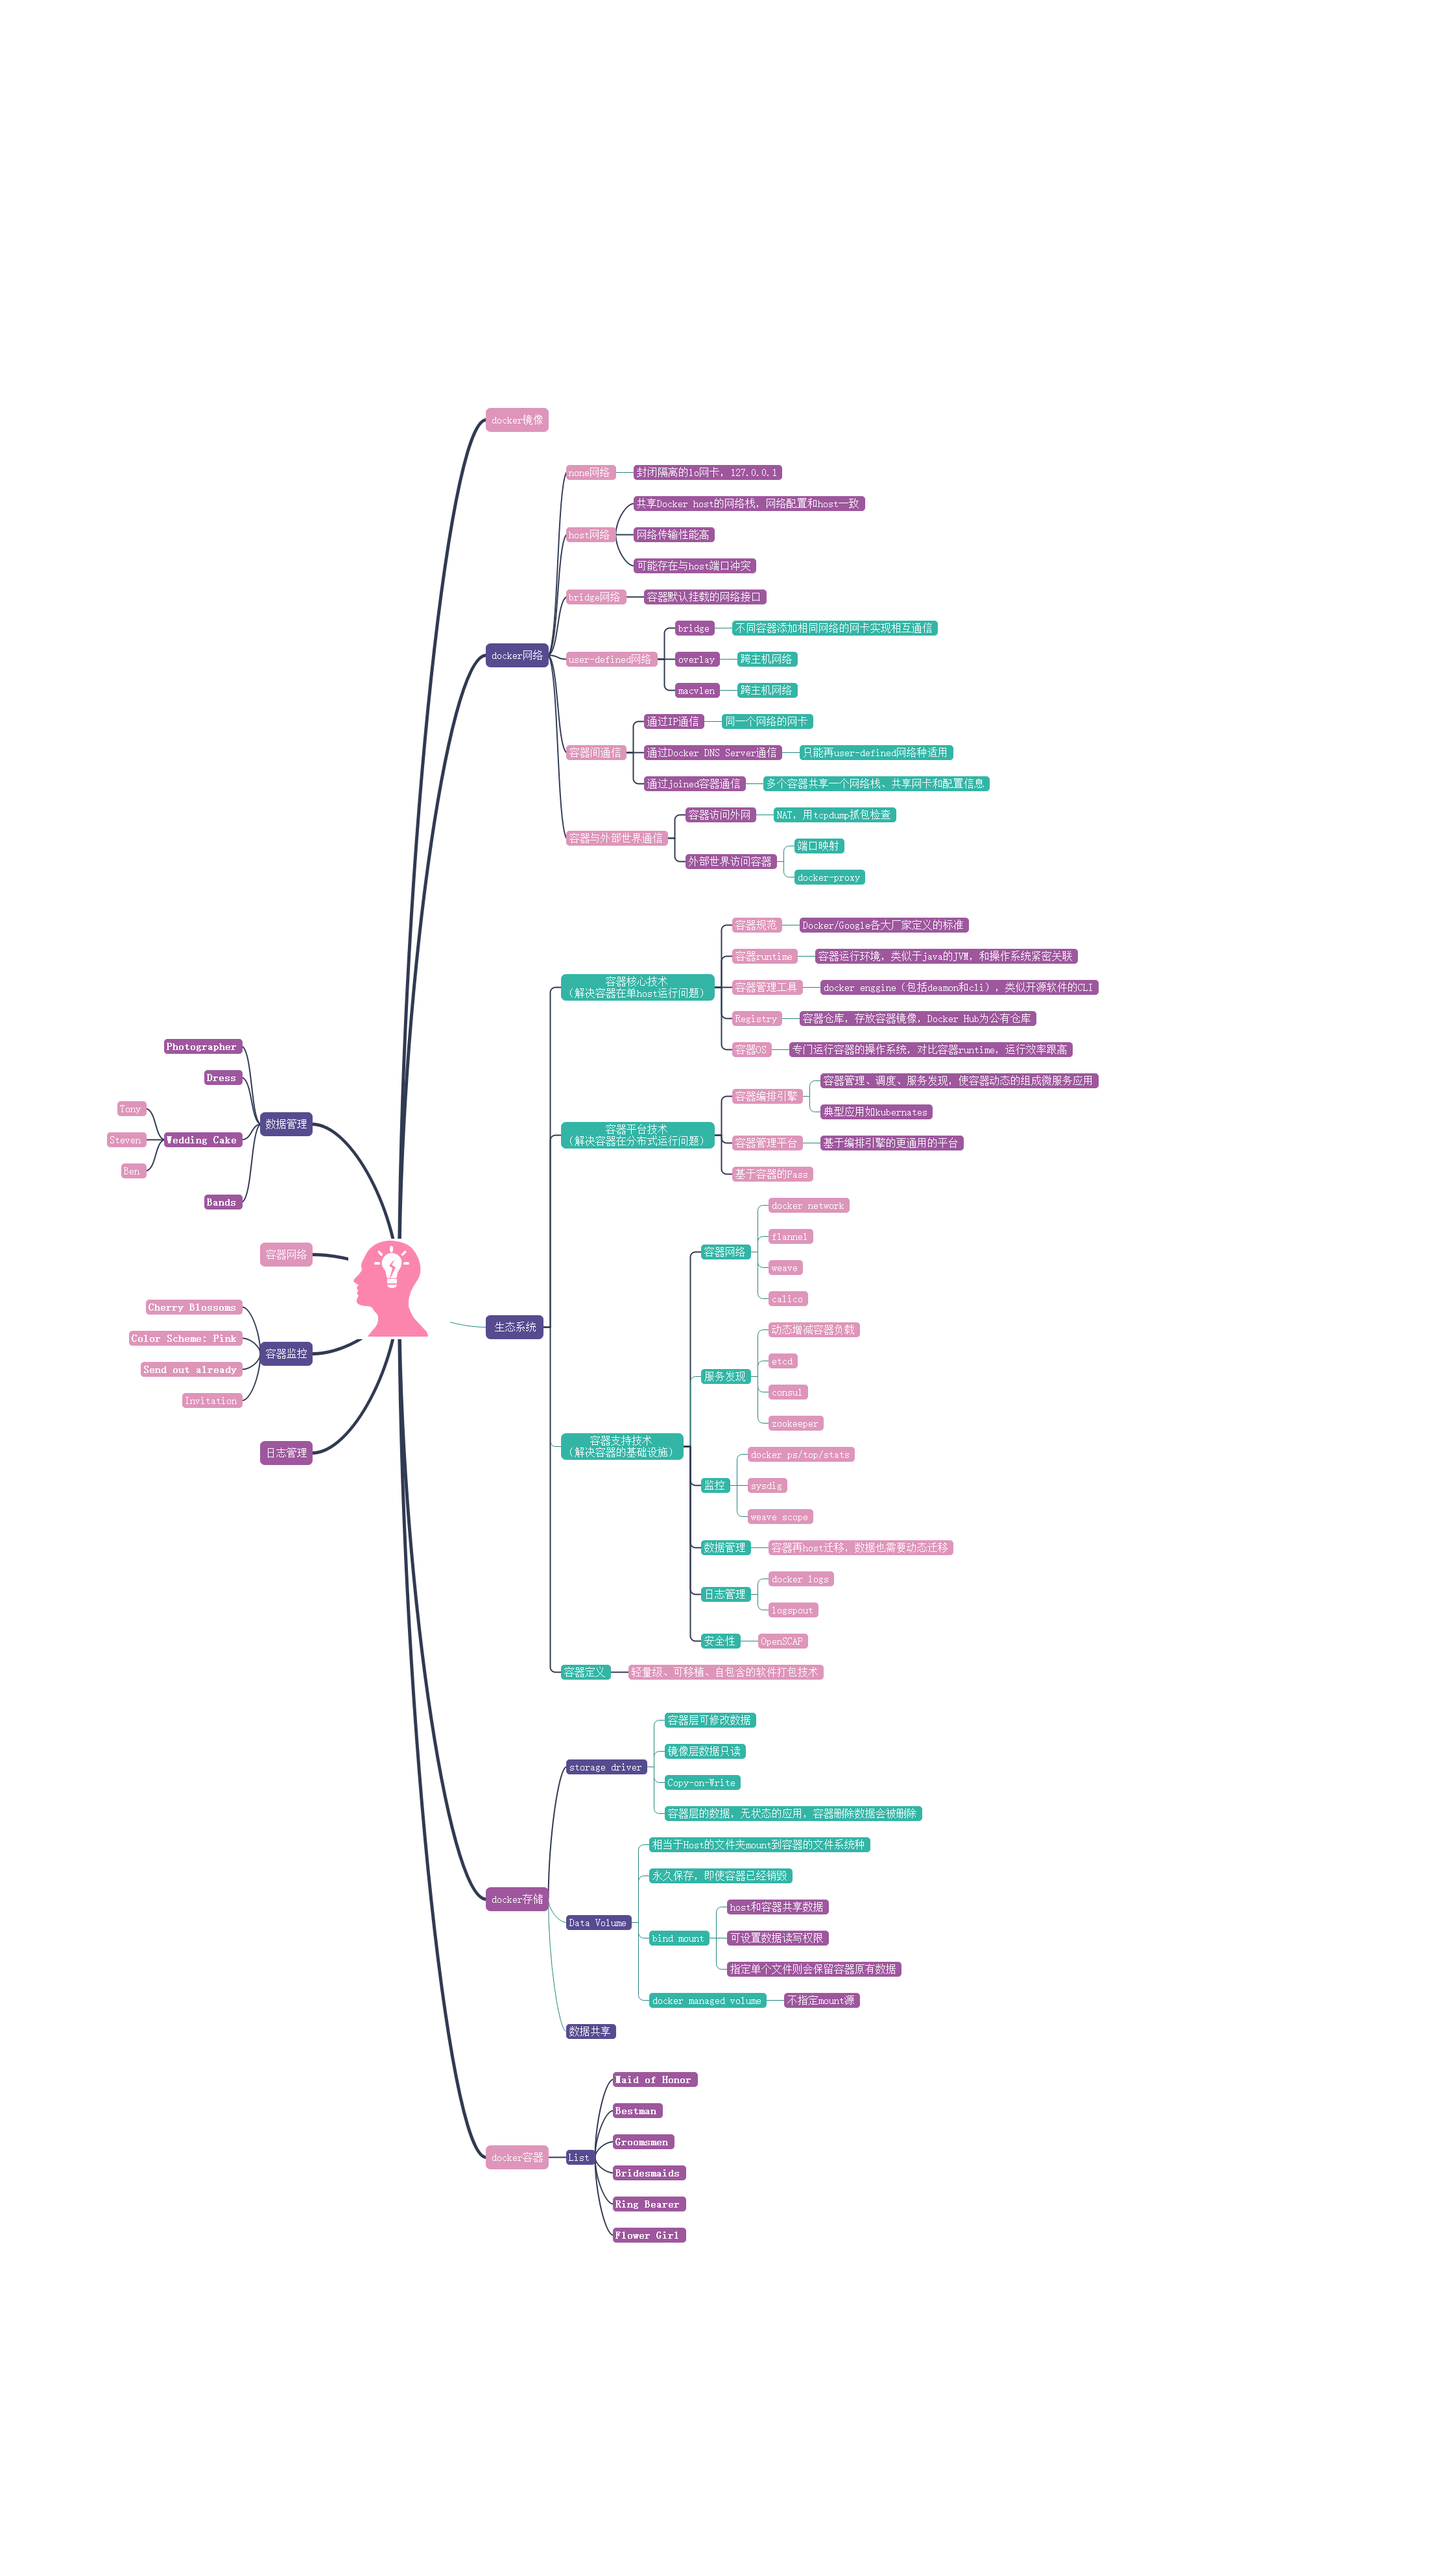 docker镜像
docker网络
none网络
封闭隔离的lo网卡，127.0.0.1
host网络
共享Docker host的网络栈，网络配置和host一致
网络传输性能高
可能存在与host端口冲突
bridge网络
容器默认挂载的网络接口
user-defined网络
bridge
不同容器添加相同网络的网卡实现相互通信
overlay
跨主机网络
macvlen
跨主机网络
容器间通信
通过IP通信
同一个网络的网卡
通过Docker DNS Server通信
只能再user-defined网络种适用
通过joined容器通信
多个容器共享一个网络栈、共享网卡和配置信息
容器与外部世界通信
容器访问外网
NAT，用tcpdump抓包检查
外部世界访问容器
端口映射
docker-proxy
生态系统
容器核心技术
（解决容器在单host运行问题）
容器规范
Docker/Google各大厂家定义的标准
容器runtime
容器运行环境，类似于java的JVM，和操作系统紧密关联
容器管理工具
docker enggine（包括deamon和cli），类似开源软件的CLI
Registry
容器仓库，存放容器镜像，Docker Hub为公有仓库
容器OS
专门运行容器的操作系统，对比容器runtime，运行效率跟高
容器平台技术
（解决容器在分布式运行问题）
容器编排引擎
容器管理、调度、服务发现，使容器动态的组成微服务应用
典型应用如kubernates
容器管理平台
基于编排引擎的更通用的平台
基于容器的Pass
容器支持技术
（解决容器的基础设施）
容器网络
docker network
flannel
weave
calico
服务发现
动态增减容器负载
etcd
consul
zookeeper
监控
docker ps/top/stats
sysdig
weave scope
数据管理
容器再host迁移，数据也需要动态迁移
日志管理
docker logs
logspout
安全性
OpenSCAP
容器定义
轻量级、可移植、自包含的软件打包技术
docker存储
storage driver
容器层可修改数据
镜像层数据只读
Copy-on-Write
容器层的数据，无状态的应用，容器删除数据会被删除
Data Volume
相当于Host的文件夹mount到容器的文件系统种
永久保存，即使容器已经销毁
bind mount
host和容器共享数据
可设置数据读写权限
指定单个文件则会保留容器原有数据
docker managed volume
不指定mount源
数据共享
docker容器
List
Maid of Honor
Bestman
Groomsmen
Bridesmaids
Ring Bearer
Flower Girl
数据管理
Photographer
Dress
Wedding Cake
Tony
Steven
Ben
Bands
容器网络
容器监控
Cherry Blossoms
Color Scheme: Pink
Send out already
Invitation
日志管理